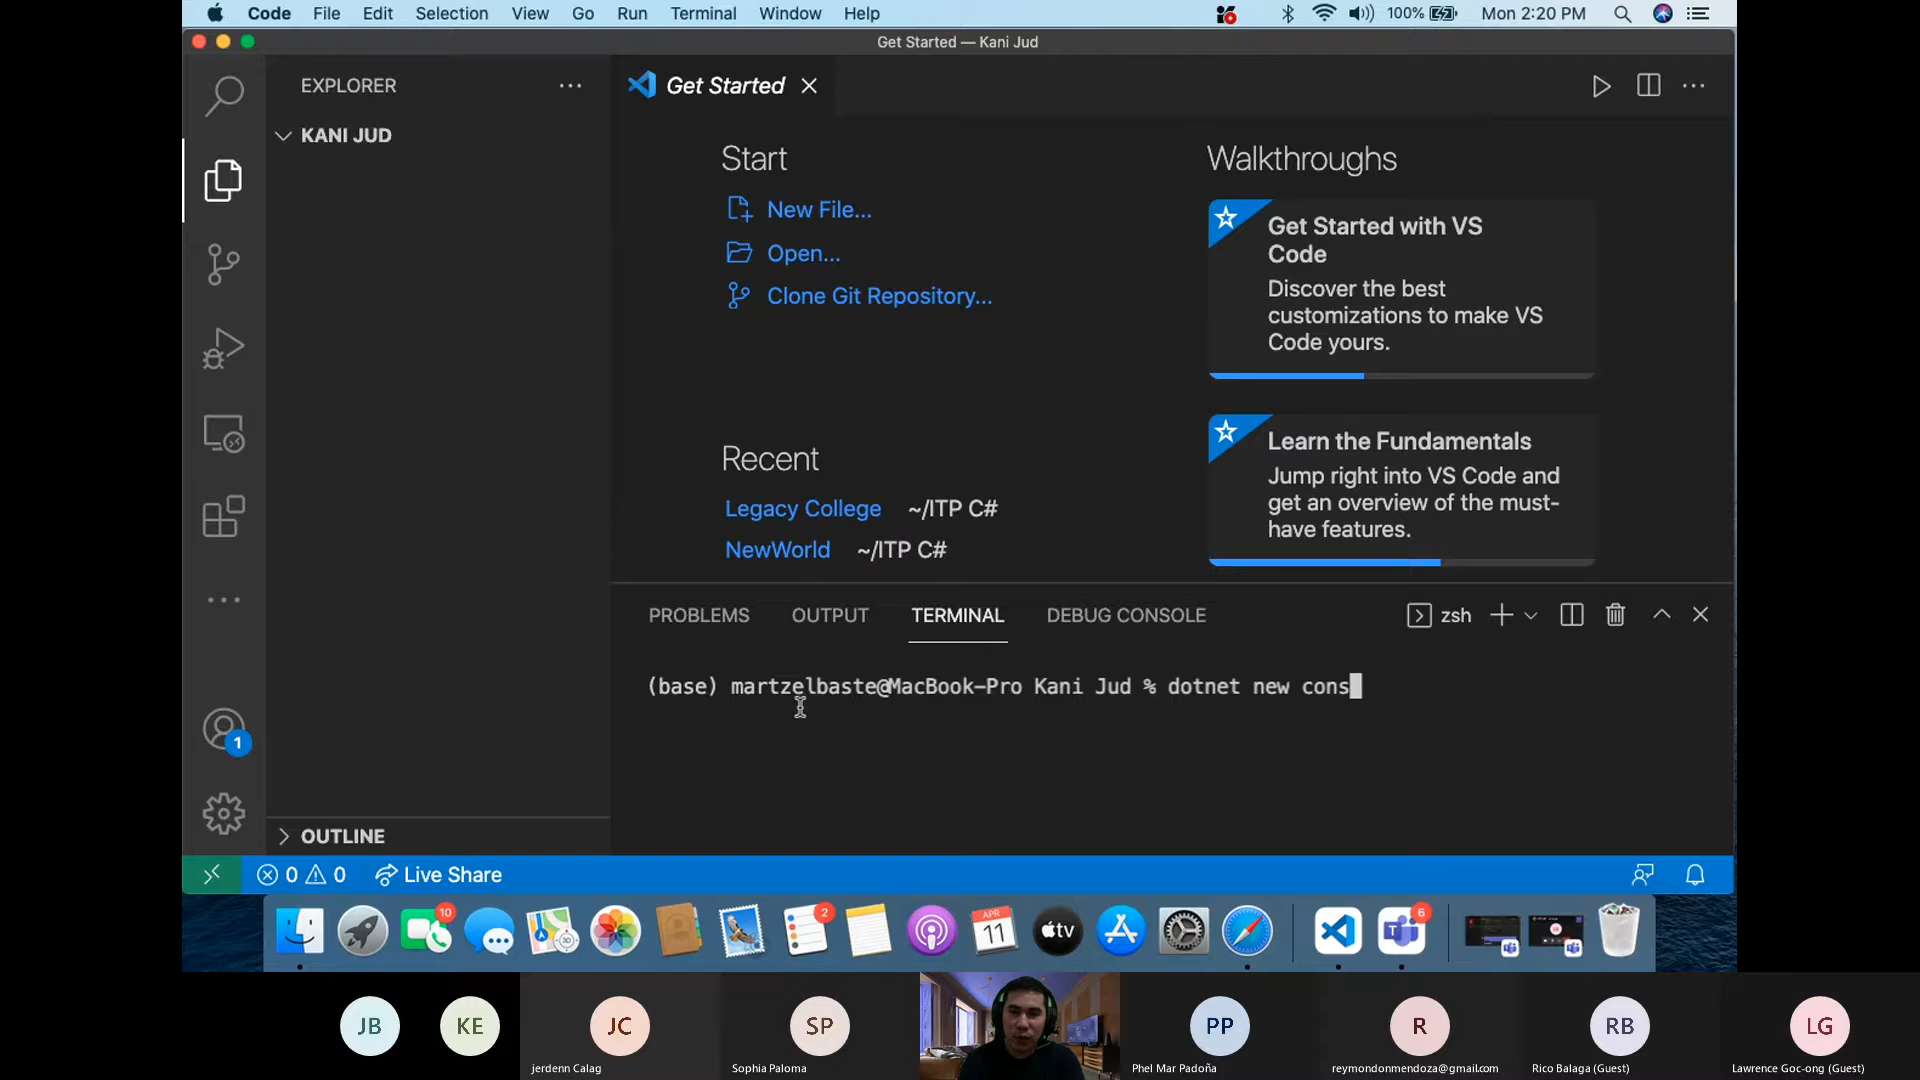 Code File Edit Selection View Go Run Terminal Window Help 100% Mon 2:20 PM
Get Started — Kani Jud
EXPLORER
KANI JUD
Get Started
Start
New File...
Open...
Clone Git Repository...
Recent
Legacy College ~/ITP C#
NewWorld ~/ITP C#
Walkthroughs
Get Started with VS
Code
Discover the best
customizations to make VS
Code yours.
Learn the Fundamentals
Jump right into VS Code and
get an overview of the must-
have features.
PROBLEMS OUTPUT TERMINAL DEBUG CONSOLE zsh
(base) martzelbaste@MacBook-Pro Kani Jud % dotnet new cons
1
OUTLINE
0 0 Live Share
10 2 APR 11 tv 6
JB KE JC SP PP R RB LG
jerdenn Calag Sophia Paloma Phel Mar Padoña reymondonmendoza@gmail.com Rico Balaga (Guest) Lawrence Goc-ong (Guest)